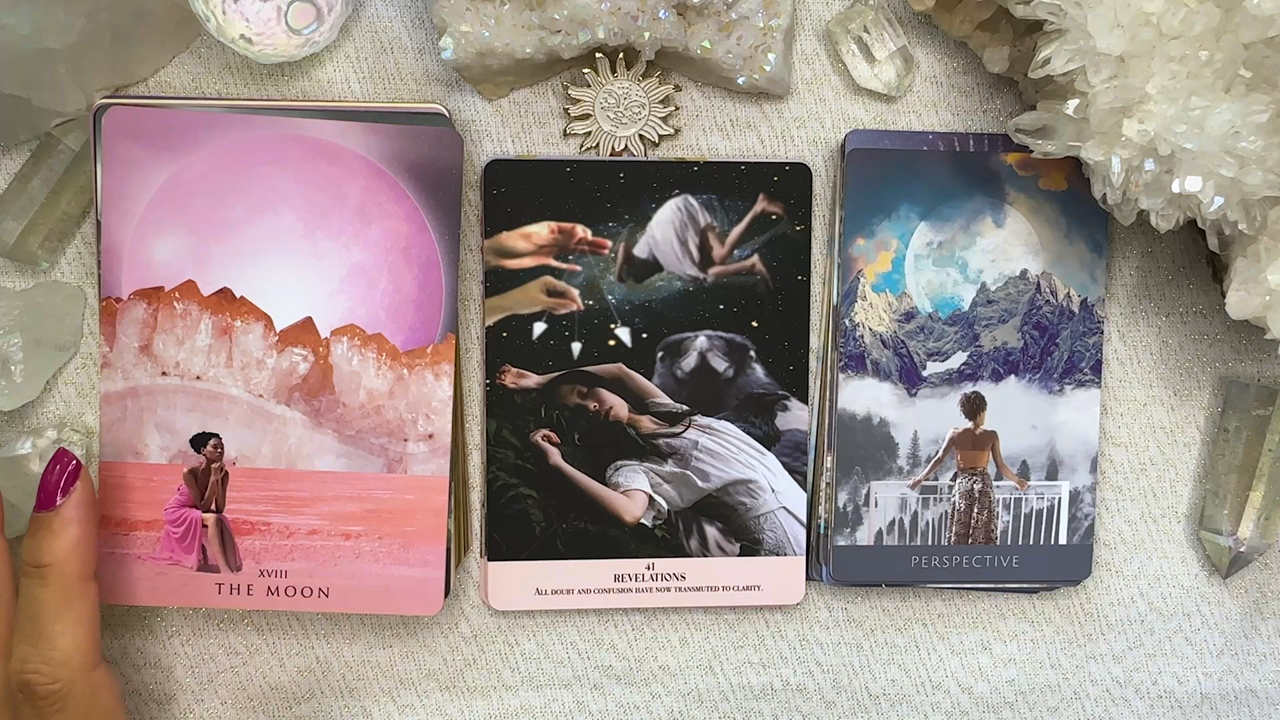 XVIII
THE MOON
41
REVELATIONS
ALL DOUBT AND CONFUSION HAVE NOW TRANSMUTED TO CLARITY.
PERSPECTIVE